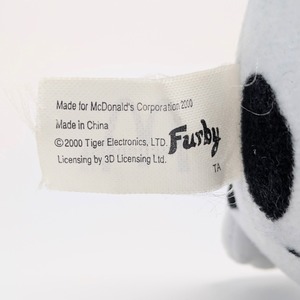 Made for McDonald's Corporation 2000
Made in China
©2000 Tiger Electronics, LTD.
Furby
Licensing by 3D Licensing Ltd.
TA